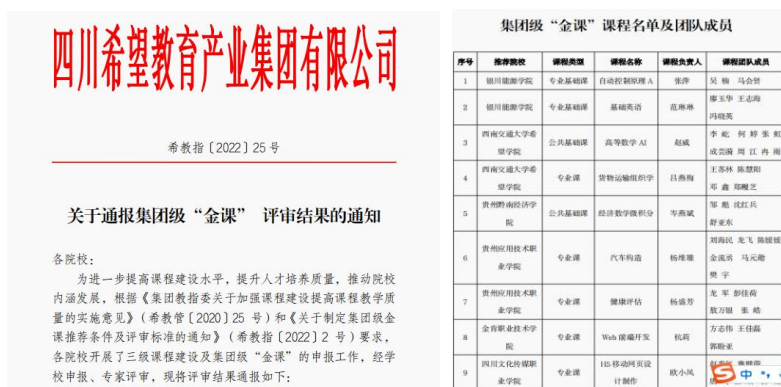 四川希望教育产业集团有限公司
希教指〔2022〕25号
关于通报集团级“金课” 评审结果的通知
各院校：
为进一步提高课程建设水平，提升人才培养质量，推动院校
内涵发展，根据《集团教指委关于加强课程建设提高课程教学质
量的实施意见》（希教管〔2020〕25 号）和《关于制定集团级金
课推荐条件及评审标准的通知》（希教指〔2022〕2 号）要求，
各院校开展了三级课程建设及集团级“金课”的申报工作，经学
校申报、专家评审，现将评审结果通报如下：
集团级“金课”课程名单及团队成员
序号 推荐院校 课程类型 课程名称 课程负责人 课程团队成员
1 银川能源学院 专业基础课 自动控制原理 A 张萍 吴 楠 马会贤
2 银川能源学院 专业基础课 基础英语 范琳琳 廖玉华 王志海
冯晓英
3 西南交通大学希
望学院 公共基础课 高等数学 AI 赵威 李 屹 何 婷 张 虹
成芸漪 周 江 冉 雨
4 西南交通大学希
望学院 专业课 货物运输组织学 吕燕梅 王苏林 陈慧阳
邓 鑫 郑幔芝
5 贵州黔南经济学
院 公共基础课 经济数学微积分 岑燕斌 邹 彪 沈红兵
舒亚东
6 贵州应用技术职
业学院 专业课 汽车构造 杨维雄 刘海民 龙飞 陈媛媛
金流丞 马元勋
樊 宇
7 贵州应用技术职
业学院 专业课 健康评估 杨盛芳 龙 军 彭佳荷
敖万银 张 皓
8 金肯职业技术学
院 专业课 Web 前端开发 杭莉 方志伟 王佳磊
郭盼亚
9 四川文化传媒职
业学院 专业课 H5 移动网页设
计制作 欧小凤
中